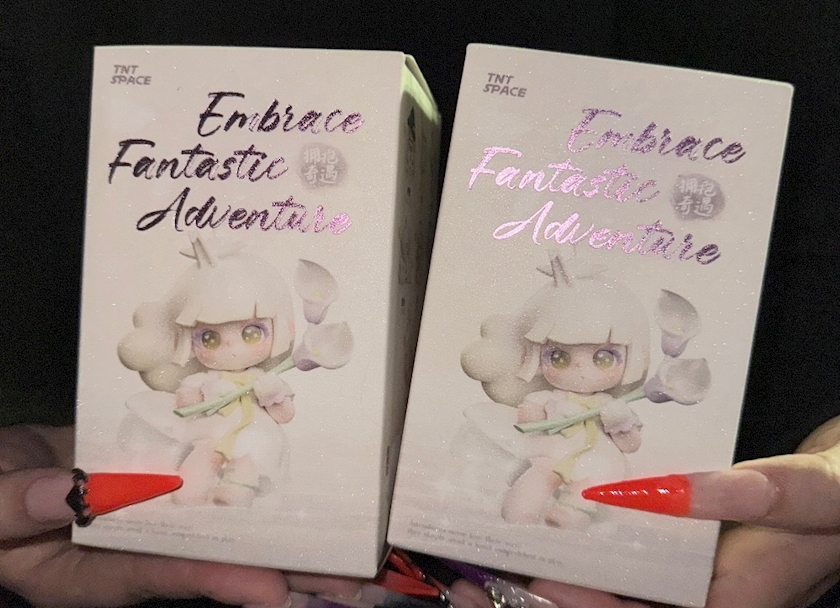 TNT
SPACE
Embrace
Fantastic
Adventure
拥抱
奇遇
TNT
SPACE
Embrace
Fantastic
Adventure
拥抱
奇遇